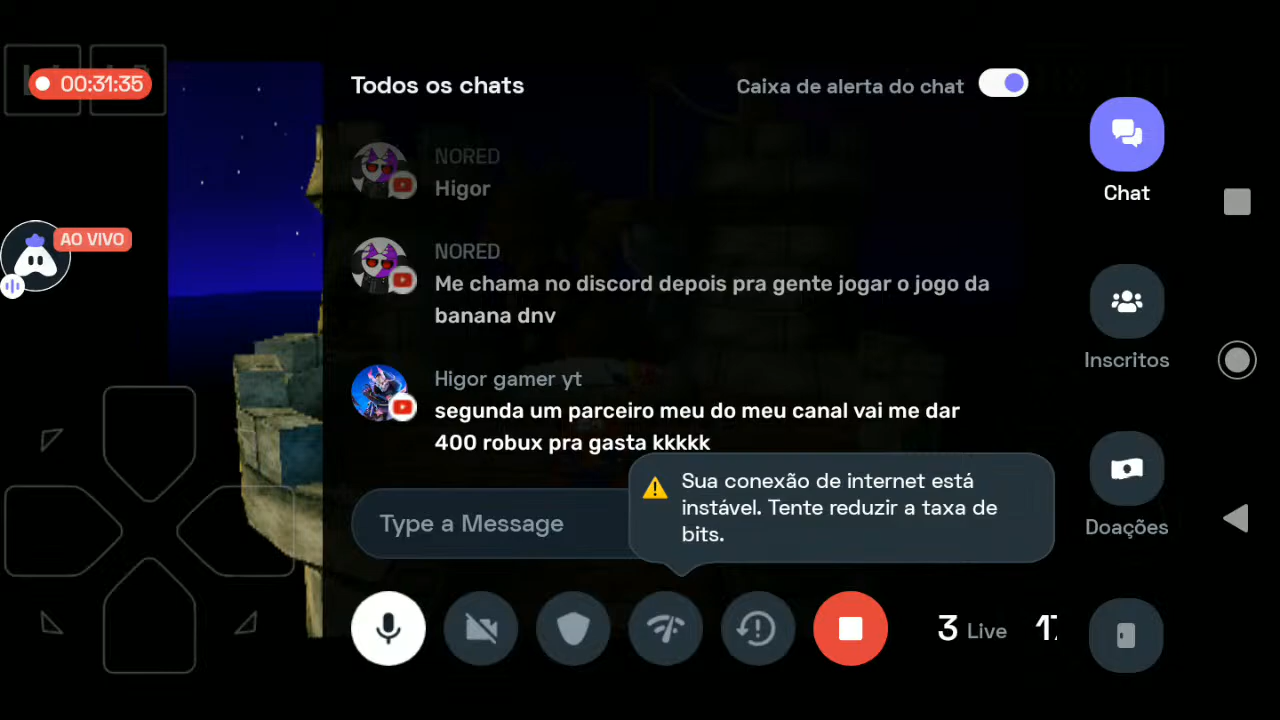 00:31:35
Todos os chats
Caixa de alerta do chat
NORED
Higor
AO VIVO
Chat
NORED
Me chama no discord depois pra gente jogar o jogo da
banana dnv
Inscritos
Higor gamer yt
segunda um parceiro meu do meu canal vai me dar
400 robux pra gasta kkkkk
Sua conexão de internet está
instável. Tente reduzir a taxa de
bits.
Type a Message
Doações
3 Live